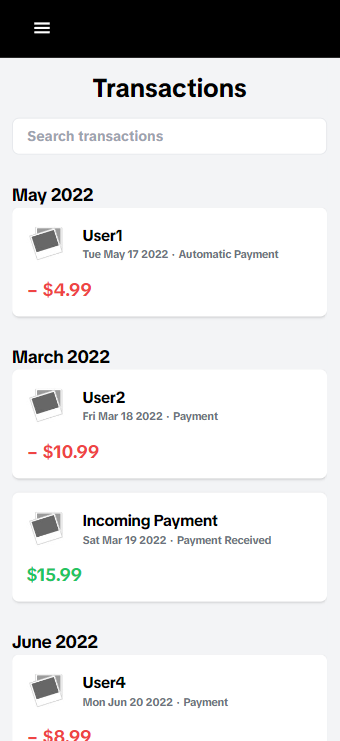 Transactions
Search transactions
May 2022
User1
Tue May 17 2022 · Automatic Payment
– $4.99
March 2022
User2
Fri Mar 18 2022 · Payment
– $10.99
Incoming Payment
Sat Mar 19 2022 · Payment Received
$15.99
June 2022
User4
Mon Jun 20 2022 · Payment
– $8.99